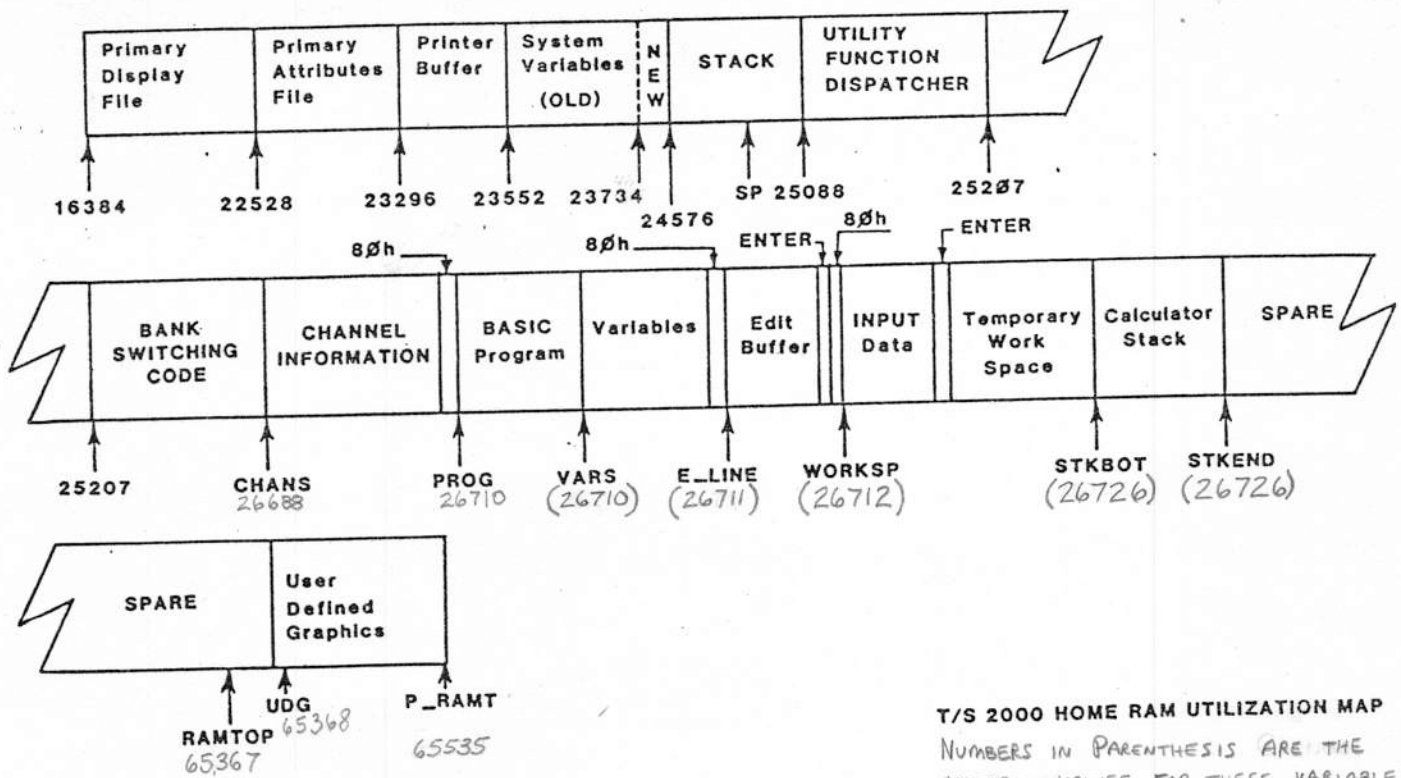 Primary
Display
File
Primary
Attributes
File
Printer
Buffer
System
Variables
(OLD)
NEW
STACK
UTILITY
FUNCTION
DISPATCHER
16384
22528
23296
23552
23734
24576
SP 25088
25207
80h
80h
ENTER
80h
ENTER
BANK
SWITCHING
CODE
CHANNEL
INFORMATION
BASIC
Program
Variables
Edit
Buffer
INPUT
Data
Temporary
Work
Space
Calculator
Stack
SPARE
25207
CHANS
26688
PROG
26710
VARS
(26710)
E_LINE
(26711)
WORKSP
(26712)
STKBOT
(26726)
STKEND
(26726)
SPARE
User
Defined
Graphics
RAMTOP
65367
UDG
65368
P_RAMT
65535
T/S 2000 HOME RAM UTILIZATION MAP
NUMBERS IN PARENTHESIS ARE THE